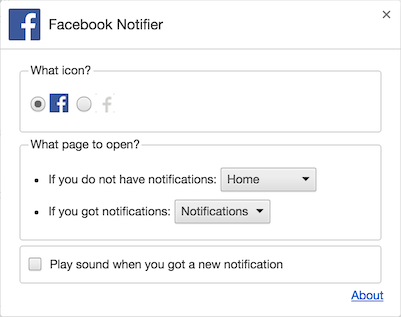 Facebook Notifier
What icon?
What page to open?
If you do not have notifications: Home
If you got notifications: Notifications
Play sound when you got a new notification
About